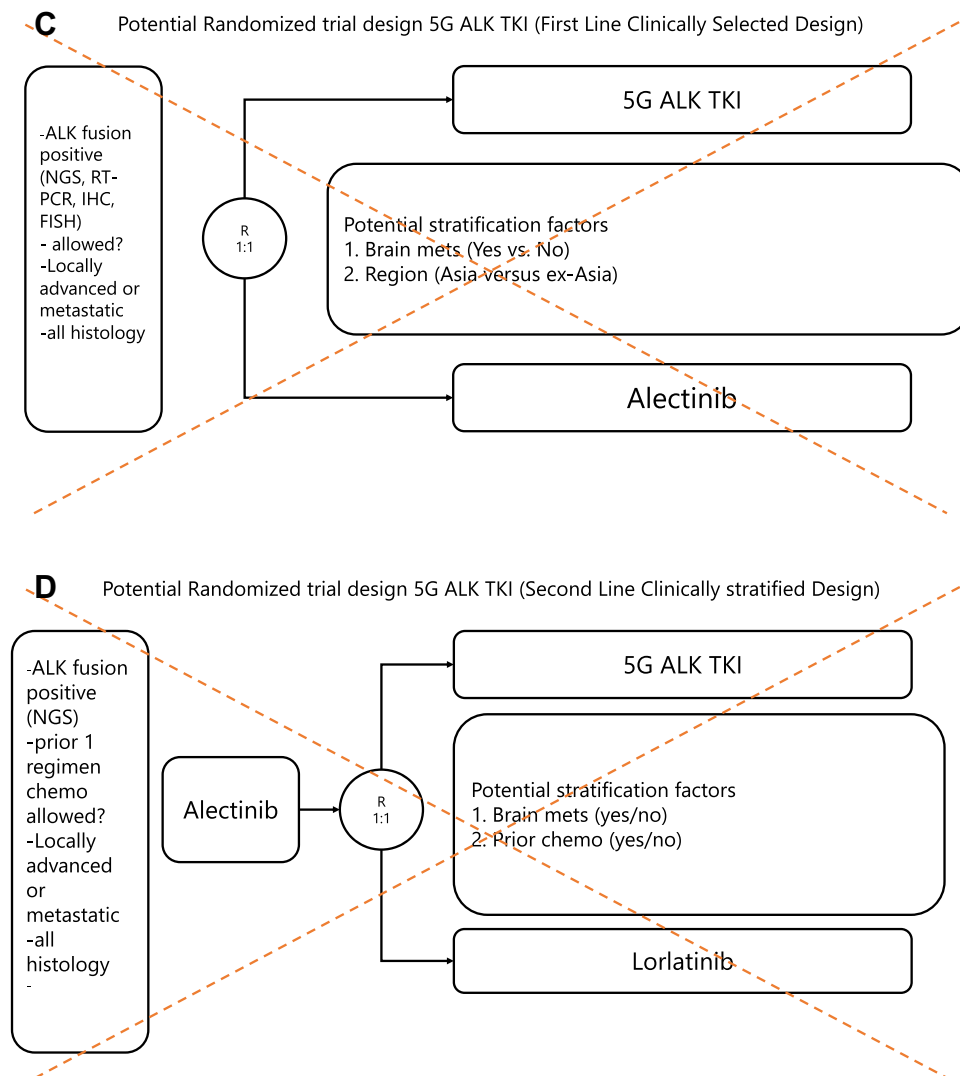 C
Potential Randomized trial design 5G ALK TKI (First Line Clinically Selected Design)
-ALK fusion
positive
(NGS, RT-
PCR, IHC,
FISH)
- allowed?
-Locally
advanced or
metastatic
-all histology
R
1:1
5G ALK TKI
Potential stratification factors
1. Brain mets (Yes vs. No)
2. Region (Asia versus ex-Asia)
Alectinib
D
Potential Randomized trial design 5G ALK TKI (Second Line Clinically stratified Design)
-ALK fusion
positive
(NGS)
-prior 1
regimen
chemo
allowed?
-Locally
advanced
or
metastatic
-all
histology
-
Alectinib
R
1:1
5G ALK TKI
Potential stratification factors
1. Brain mets (yes/no)
2. Prior chemo (yes/no)
Lorlatinib